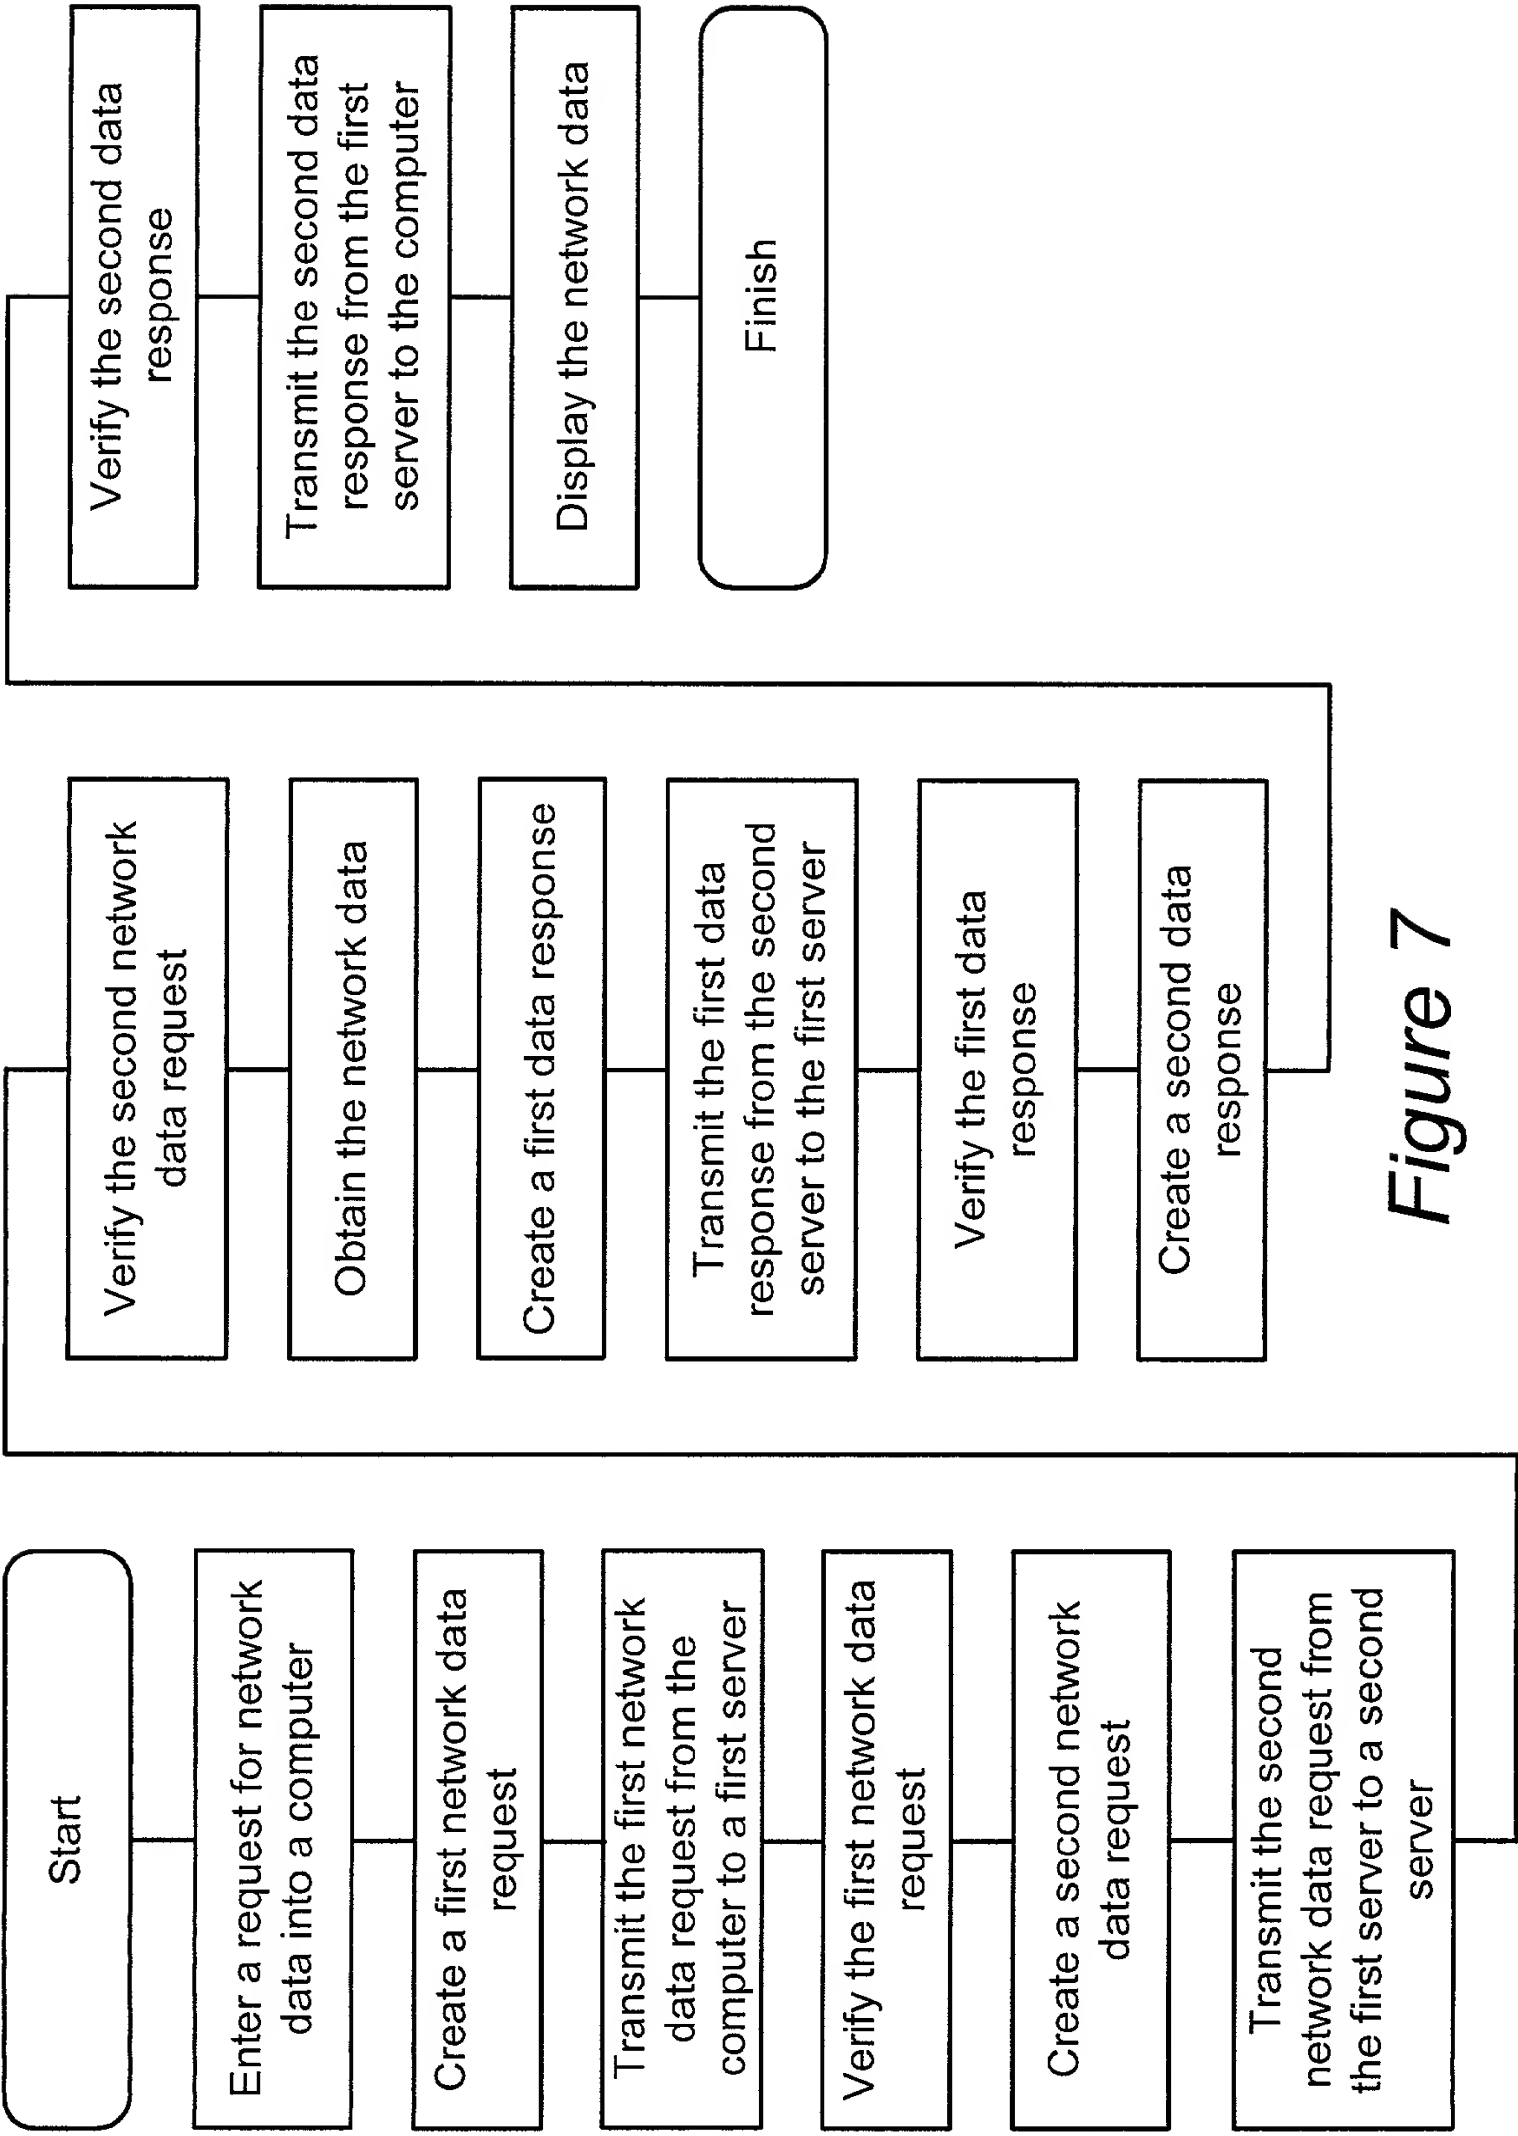 Start
Enter a request for network
data into a computer
Create a first network data
request
Transmit the first network
data request from the
computer to a first server
Verify the first network data
request
Create a second network
data request
Transmit the second
network data request from
the first server to a second
server
Verify the second network
data request
Obtain the network data
Create a first data response
Transmit the first data
response from the second
server to the first server
Verify the first data
response
Create a second data
response
Verify the second data
response
Transmit the second data
response from the first
server to the computer
Display the network data
Finish
Figure 7